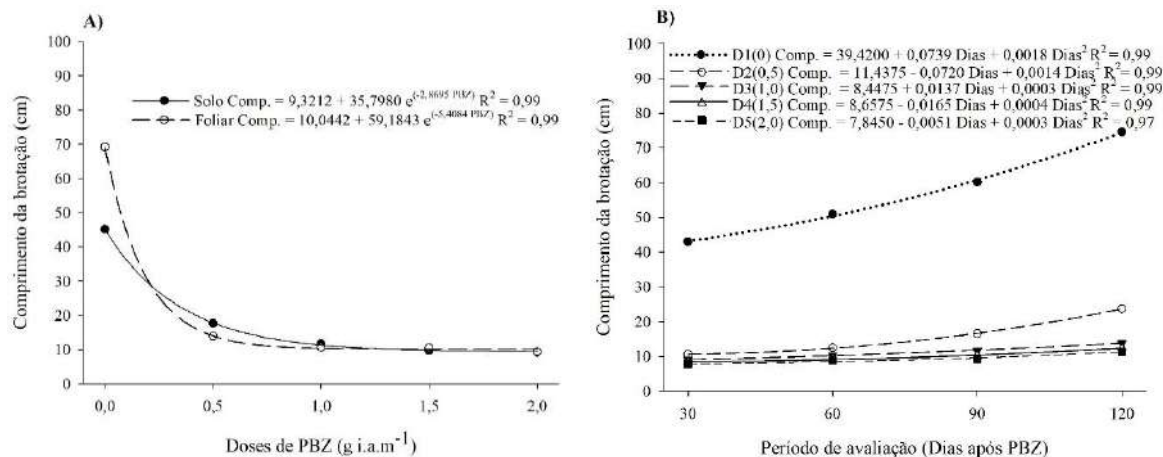 A)
Comprimento da brotação (cm)
100
90
80
70
60
50
40
30
20
10
0
Solo Comp. = 9,3212 + 35,7980 e(-2,8695 PBZ) R2 = 0,99
Foliar Comp. = 10,0442 + 59,1843 e(-5,4084 PBZ) R2 = 0,99
0,0 0,5 1,0 1,5 2,0
Doses de PBZ (g i.a.m-1)
B)
Comprimento da brotação (cm)
100
90
80
70
60
50
40
30
20
10
0
D1(0) Comp. = 39,4200 + 0,0739 Dias + 0,0018 Dias2 R2 = 0,99
D2(0,5) Comp. = 11,4375 - 0,0720 Dias + 0,0014 Dias2 R2 = 0,99
D3(1,0) Comp. = 8,4475 + 0,0137 Dias + 0,0003 Dias2 R2 = 0,99
D4(1,5) Comp. = 8,6575 - 0,0165 Dias + 0,0004 Dias2 R2 = 0,99
D5(2,0) Comp. = 7,8450 - 0,0051 Dias + 0,0003 Dias2 R2 = 0,97
30 60 90 120
Período de avaliação (Dias após PBZ)